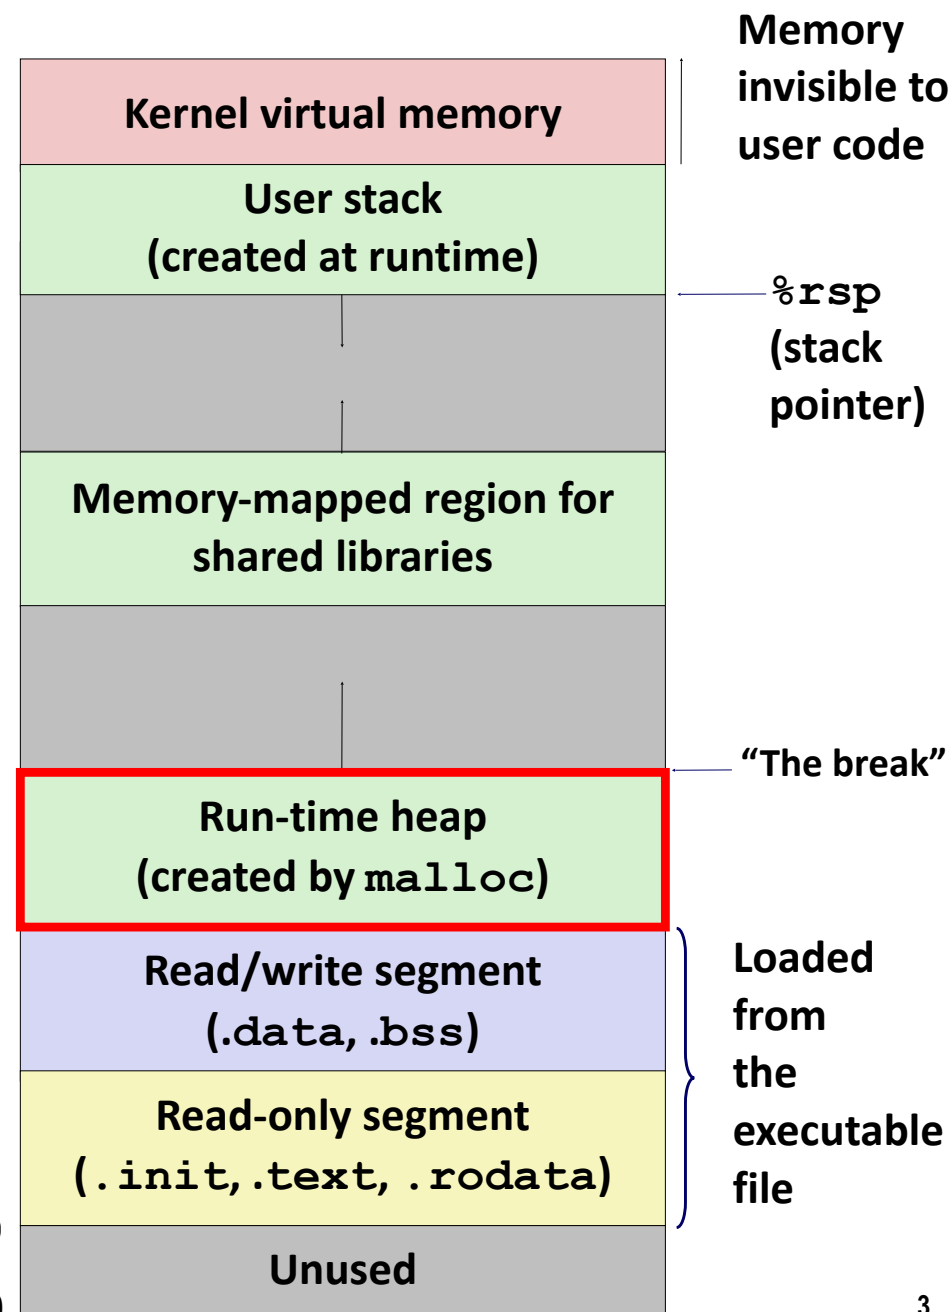 Memory
invisible to
user code
Kernel virtual memory
User stack
(created at runtime)
%rsp
(stack
pointer)
Memory-mapped region for
shared libraries
“The break”
Run-time heap
(created by malloc)
Read/write segment
(.data, .bss)
Read-only segment
(.init, .text, .rodata)
Loaded
from
the
executable
file
Unused
3